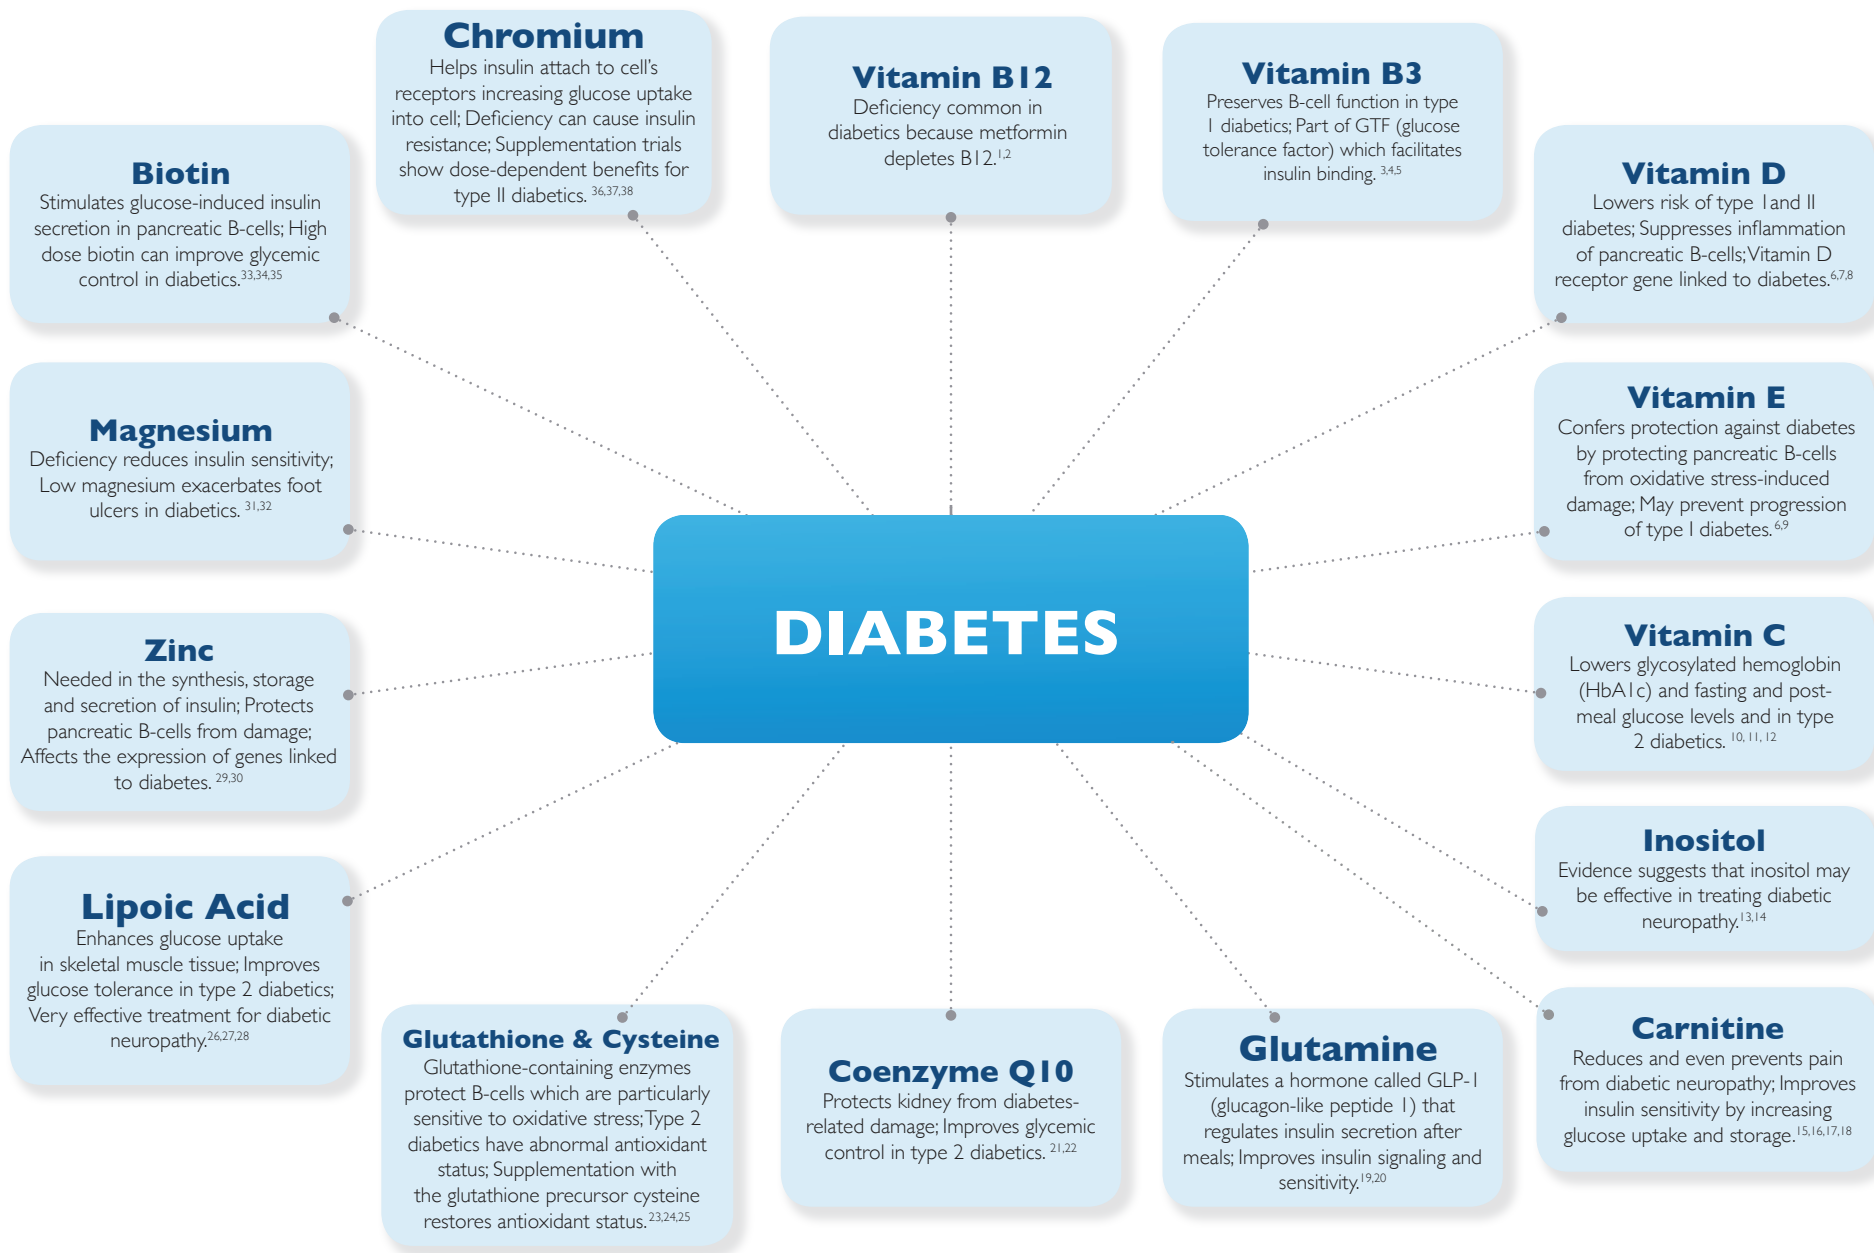 Chromium
Helps insulin attach to cell's
receptors increasing glucose uptake
into cell; Deficiency can cause insulin
resistance; Supplementation trials
show dose-dependent benefits for
type II diabetics. 36,37,38
Vitamin B12
Deficiency common in
diabetics because metformin
depletes B12.1,2
Vitamin B3
Preserves B-cell function in type
1 diabetics; Part of GTF (glucose
tolerance factor) which facilitates
insulin binding. 3,4,5
Vitamin D
Lowers risk of type 1and II
diabetes; Suppresses inflammation
of pancreatic B-cells; Vitamin D
receptor gene linked to diabetes.6,7,8
Vitamin E
Confers protection against diabetes
by protecting pancreatic B-cells
from oxidative stress-induced
damage; May prevent progression
of type I diabetes. 6,9
Vitamin C
Lowers glycosylated hemoglobin
(HbA1c) and fasting and post-
meal glucose levels and in type
2 diabetics. 10, 11, 12
Inositol
Evidence suggests that inositol may
be effective in treating diabetic
neuropathy.13,14
Carnitine
Reduces and even prevents pain
from diabetic neuropathy; Improves
insulin sensitivity by increasing
glucose uptake and storage.15,16,17,18
Glutamine
Stimulates a hormone called GLP-1
(glucagon-like peptide 1) that
regulates insulin secretion after
meals; Improves insulin signaling and
sensitivity.19,20
Coenzyme Q10
Protects kidney from diabetes-
related damage; Improves glycemic
control in type 2 diabetics. 21,22
Glutathione & Cysteine
Glutathione-containing enzymes
protect B-cells which are particularly
sensitive to oxidative stress; Type 2
diabetics have abnormal antioxidant
status; Supplementation with
the glutathione precursor cysteine
restores antioxidant status.23,24,25
Lipoic Acid
Enhances glucose uptake
in skeletal muscle tissue; Improves
glucose tolerance in type 2 diabetics;
Very effective treatment for diabetic
neuropathy.26,27,28
Zinc
Needed in the synthesis, storage
and secretion of insulin; Protects
pancreatic B-cells from damage;
Affects the expression of genes linked
to diabetes. 29,30
Magnesium
Deficiency reduces insulin sensitivity;
Low magnesium exacerbates foot
ulcers in diabetics. 31,32
Biotin
Stimulates glucose-induced insulin
secretion in pancreatic B-cells; High
dose biotin can improve glycemic
control in diabetics.33,34,35
DIABETES